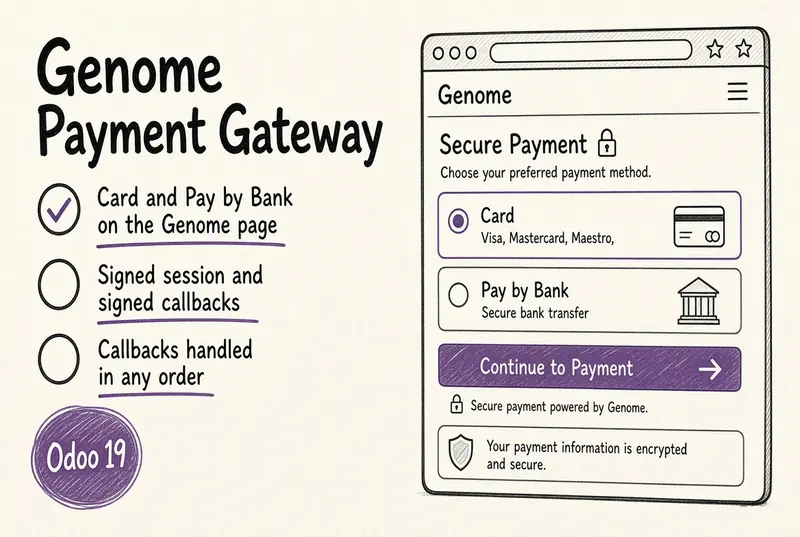 Genome
Payment Gateway
Card and Pay by Bank
on the Genome page
Signed session and
signed callbacks
Callbacks handled
in any order
Odoo 19
Genome
Secure Payment
Choose your preferred payment method.
Card
Visa, Mastercard, Maestro,
Pay by Bank
Secure bank transfer
Continue to Payment
Secure payment powered by Genome.
Your payment information is encrypted
and secure.